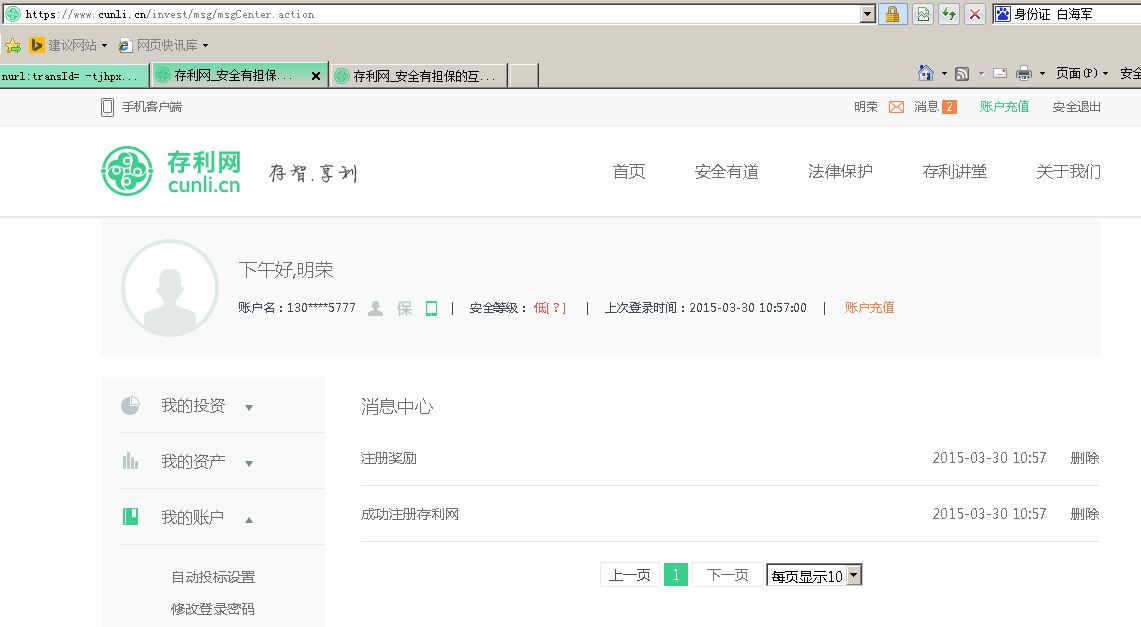 https://www.cunli.cn/invest/msg/msgCenter.action
身份证 白海军
建议网站
网页快讯库
nurl:transId= -tjhpx...
存利网_安全有担保...
存利网_安全有担保的互...
页面(P)
安全
手机客户端
明荣
消息 2
账户充值
安全退出
存利网
cunli.cn
存智.享利
首页
安全有道
法律保护
存利讲堂
关于我们
下午好,明荣
账户名：130****5777
保
| 安全等级： 低[？] | 上次登录时间：2015-03-30 10:57:00 | 账户充值
我的投资
我的资产
我的账户
自动投标设置
修改登录密码
消息中心
注册奖励 2015-03-30 10:57 删除
成功注册存利网 2015-03-30 10:57 删除
上一页 1 下一页 每页显示10